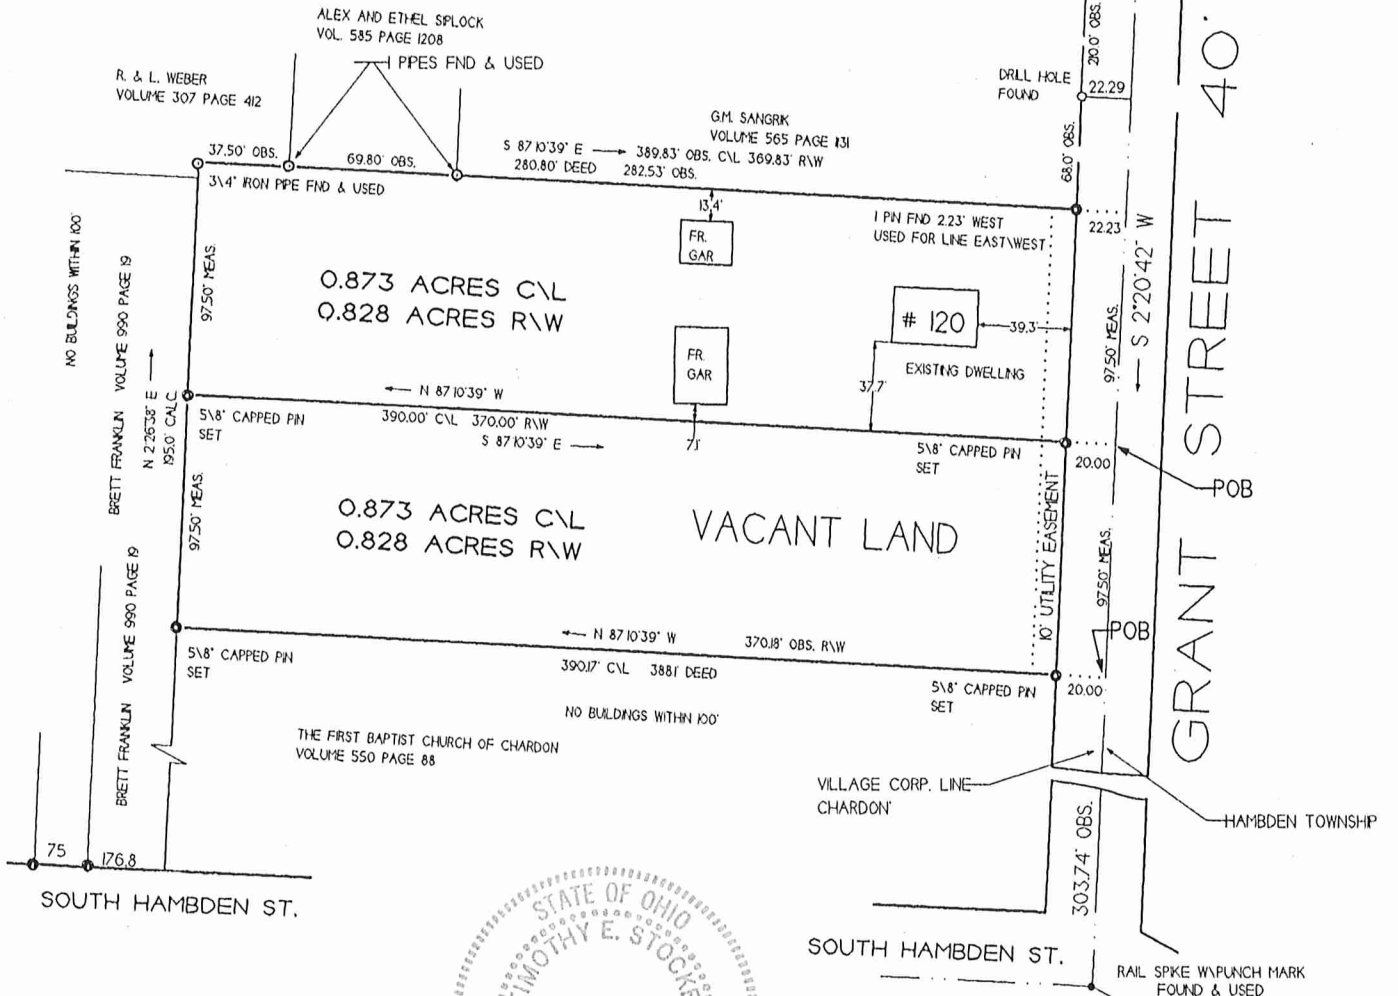 ALEX AND ETHEL SIPLOCK
VOL. 585 PAGE 1208
I PIPES FND & USED
R. & L. WEBER
VOLUME 307 PAGE 412
G.M. SANGRIK
VOLUME 565 PAGE 131
DRILL HOLE
FOUND
210.0' OBS.
22.29
68.0' OBS.
40'
37.50' OBS.
69.80' OBS.
S 87°10'39" E
389.83' OBS. C\L 369.83' R\W
280.80' DEED
282.53' OBS.
3\4" IRON PIPE FND & USED
13.4'
FR.
GAR
1 PIN FND 2.23' WEST
USED FOR LINE EAST\WEST
22.23
S 2°20'42" W
NO BUILDINGS WITHIN 100'
BRETT FRANKLIN VOLUME 990 PAGE 19
97.50' MEAS.
0.873 ACRES C\L
0.828 ACRES R\W
# 120
39.3'
EXISTING DWELLING
37.7'
FR.
GAR
97.50' MEAS.
N 2°26'38" E
195.0' CALC.
N 87°10'39" W
390.00' C\L 370.00' R\W
S 87°10'39" E
7.1'
5\8" CAPPED PIN
SET
5\8" CAPPED PIN
SET
20.00
POB
97.50' MEAS.
0.873 ACRES C\L
0.828 ACRES R\W
VACANT LAND
10' UTILITY EASEMENT
97.50' MEAS.
POB
GRANT STREET
BRETT FRANKLIN VOLUME 990 PAGE 19
N 87°10'39" W
370.18' OBS. R\W
390.17' C\L 388.1' DEED
5\8" CAPPED PIN
SET
5\8" CAPPED PIN
SET
20.00
NO BUILDINGS WITHIN 100'
THE FIRST BAPTIST CHURCH OF CHARDON
VOLUME 550 PAGE 88
VILLAGE CORP. LINE
CHARDON'
HAMBDEN TOWNSHIP
303.74' OBS.
75
176.8
SOUTH HAMBDEN ST.
STATE OF OHIO
TIMOTHY E. STOCKE
SOUTH HAMBDEN ST.
RAIL SPIKE W\PUNCH MARK
FOUND & USED